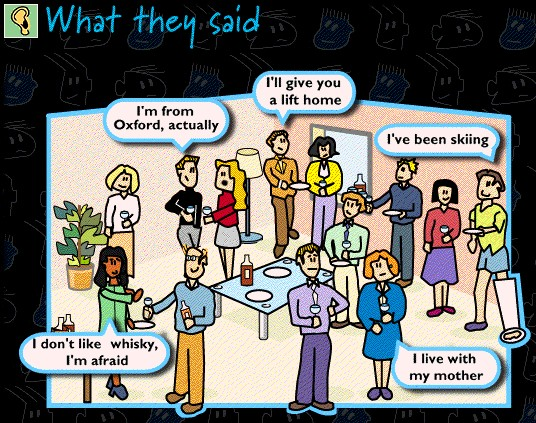 What they said
I'll give you
a lift home
I'm from
Oxford, actually
I've been skiing
I don't like whisky,
I'm afraid
I live with
my mother